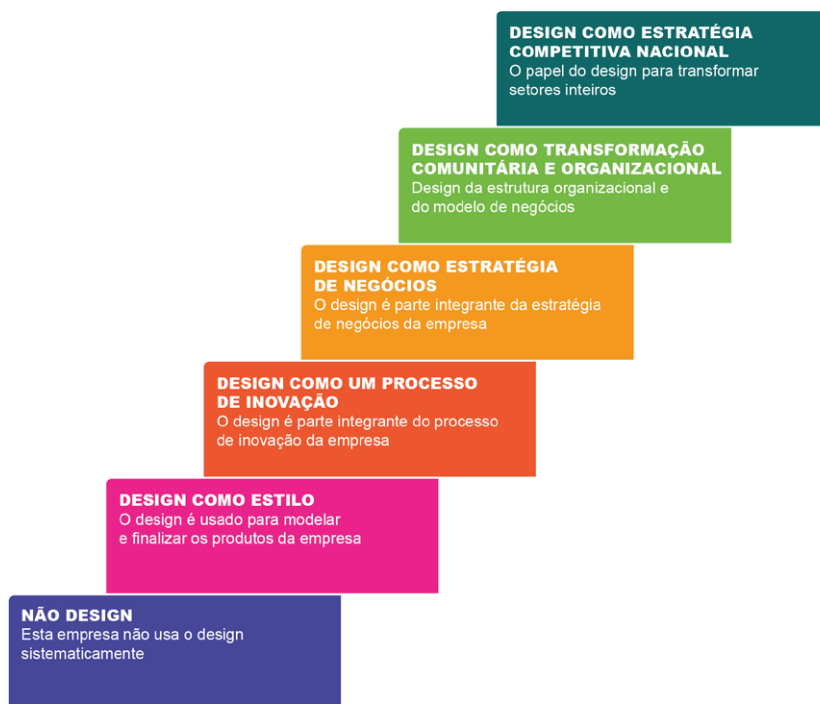 DESIGN COMO ESTRATÉGIA
COMPETITIVA NACIONAL
O papel do design para transformar
setores inteiros
DESIGN COMO TRANSFORMAÇÃO
COMUNITÁRIA E ORGANIZACIONAL
Design da estrutura organizacional e
do modelo de negócios
DESIGN COMO ESTRATÉGIA
DE NEGÓCIOS
O design é parte integrante da estratégia
de negócios da empresa
DESIGN COMO UM PROCESSO
DE INOVAÇÃO
O design é parte integrante do processo
de inovação da empresa
DESIGN COMO ESTILO
O design é usado para modelar
e finalizar os produtos da empresa
NÃO DESIGN
Esta empresa não usa o design
sistematicamente